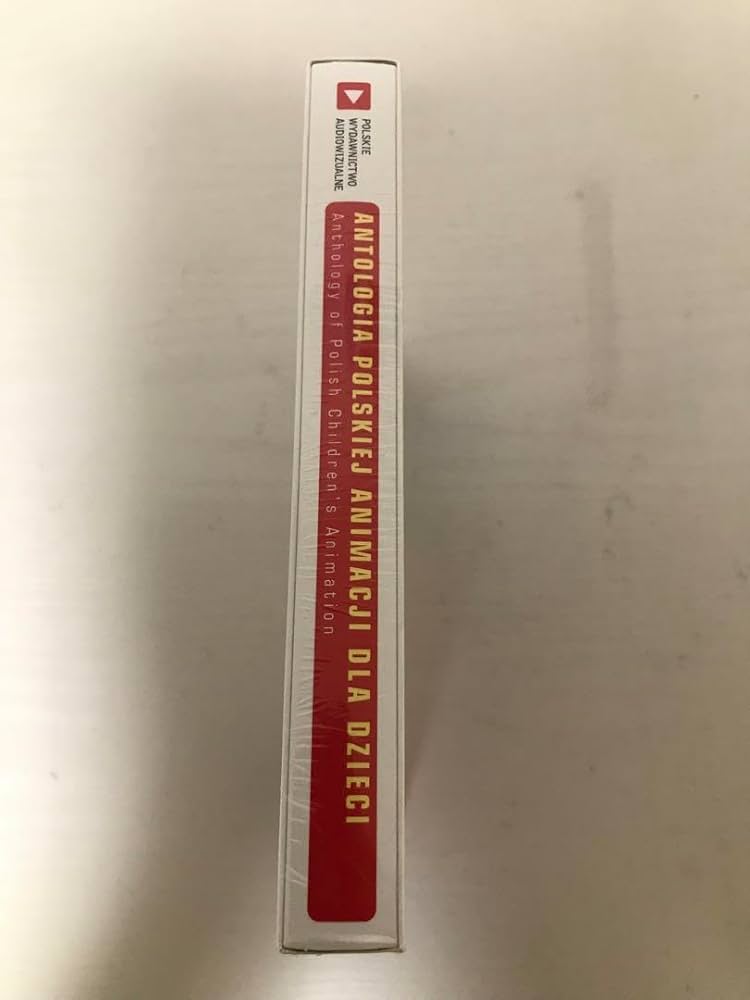 POLSKIE
WYDAWNICTWO
AUDIOWIZUALNE
ANTOLOGIA POLSKIEJ ANIMACJI DLA DZIECI
Anthology of Polish Children's Animation